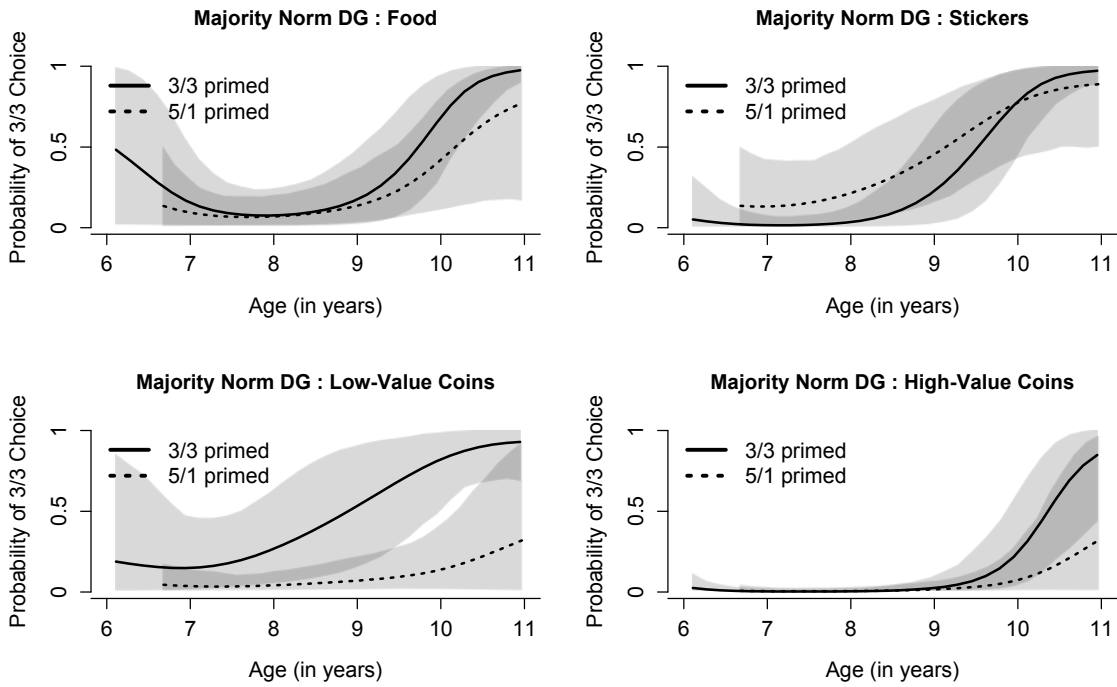 Majority Norm DG : Food
Probability of 3/3 Choice
1
0.5
0
3/3 primed
5/1 primed
6 7 8 9 10 11
Age (in years)
Majority Norm DG : Stickers
Probability of 3/3 Choice
1
0.5
0
3/3 primed
5/1 primed
6 7 8 9 10 11
Age (in years)
Majority Norm DG : Low-Value Coins
Probability of 3/3 Choice
1
0.5
0
3/3 primed
5/1 primed
6 7 8 9 10 11
Age (in years)
Majority Norm DG : High-Value Coins
Probability of 3/3 Choice
1
0.5
0
3/3 primed
5/1 primed
6 7 8 9 10 11
Age (in years)